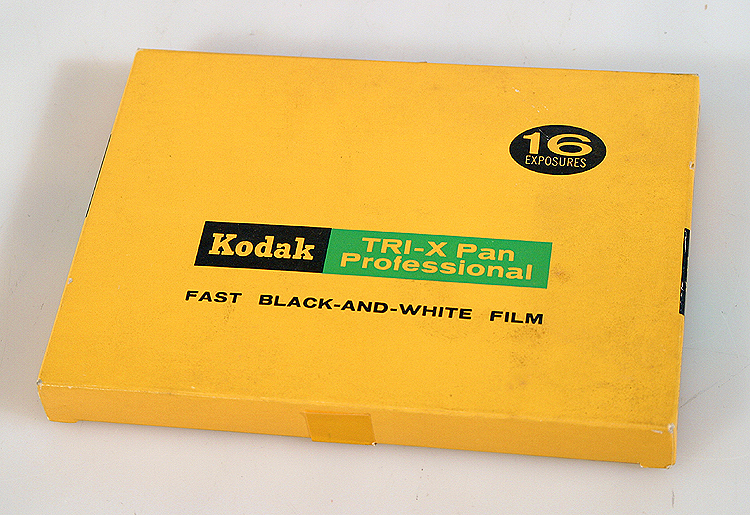 16
EXPOSURES
Kodak
TRI-X Pan
Professional
FAST BLACK-AND-WHITE FILM